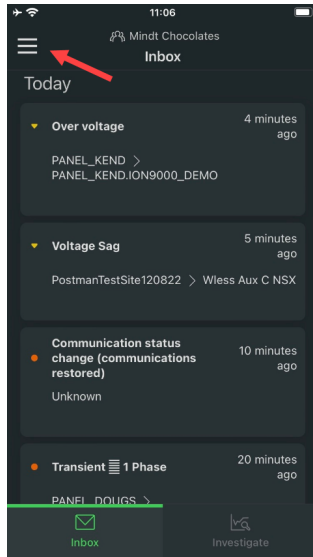 11:06
Mindt Chocolates
Inbox
Today
Over voltage
4 minutes
ago
PANEL_KEND >
PANEL_KEND.ION9000_DEMO
Voltage Sag
5 minutes
ago
PostmanTestSite120822 > Wless Aux C NSX
Communication status
change (communications
restored)
10 minutes
ago
Unknown
Transient 1 Phase
20 minutes
ago
PANEL_DOUGS >
Inbox
Investigate